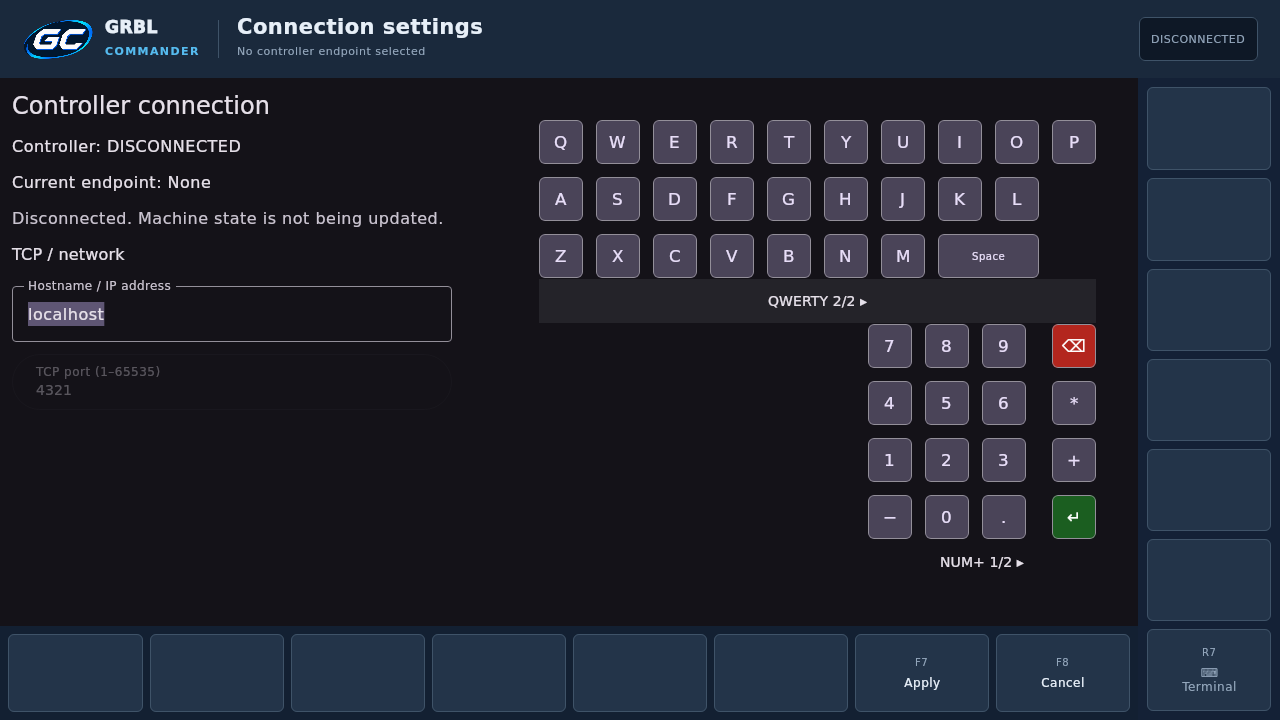 GC
GRBL
COMMANDER
Connection settings
No controller endpoint selected
DISCONNECTED
Controller connection
Controller: DISCONNECTED
Current endpoint: None
Disconnected. Machine state is not being updated.
TCP / network
Hostname / IP address
localhost
TCP port (1–65535)
4321
Q W E R T Y U I O P
A S D F G H J K L
Z X C V B N M Space
QWERTY 2/2 ▸
7 8 9 ⌫
4 5 6 *
1 2 3 +
− 0 . ↵
NUM+ 1/2 ▸
F7
Apply
F8
Cancel
R7
⌨
Terminal